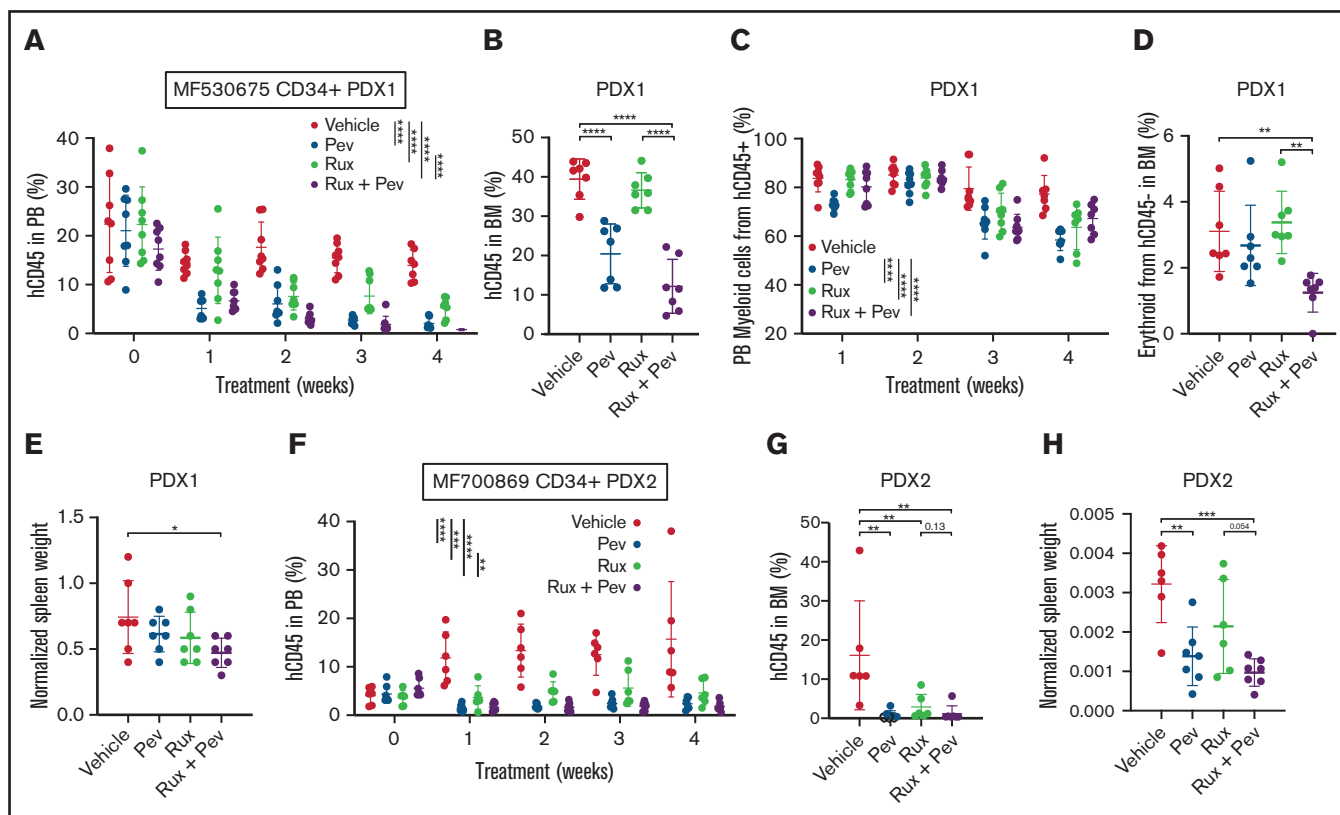 A
MF530675 CD34+ PDX1
Vehicle
Pev
Rux
Rux + Pev
****
****
****
****
hCD45 in PB (%)
40
30
20
10
0
0 1 2 3 4
Treatment (weeks)
B
PDX1
****
**** ****
hCD45 in BM (%)
50
40
30
20
10
0
Vehicle
Pev
Rux
Rux + Pev
C
PDX1
PB Myeloid cells from hCD45+ (%)
100
80
60
40
20
Vehicle
Pev
Rux
Rux + Pev
****
****
****
1 2 3 4
Treatment (weeks)
D
PDX1
**
**
Erythroid from hCD45- in BM (%)
6
4
2
0
Vehicle
Pev
Rux
Rux + Pev
E
PDX1
*
Normalized spleen weight
1.5
1.0
0.5
0.0
Vehicle
Pev
Rux
Rux + Pev
F
MF700869 CD34+ PDX2
****
***
****
**
Vehicle
Pev
Rux
Rux + Pev
hCD45 in PB (%)
40
30
20
10
0
0 1 2 3 4
Treatment (weeks)
G
PDX2
**
**
** 0.13
hCD45 in BM (%)
50
40
30
20
10
0
Vehicle
Pev
Rux
Rux + Pev
H
PDX2
***
** 0.054
Normalized spleen weight
0.005
0.004
0.003
0.002
0.001
0.000
Vehicle
Pev
Rux
Rux + Pev